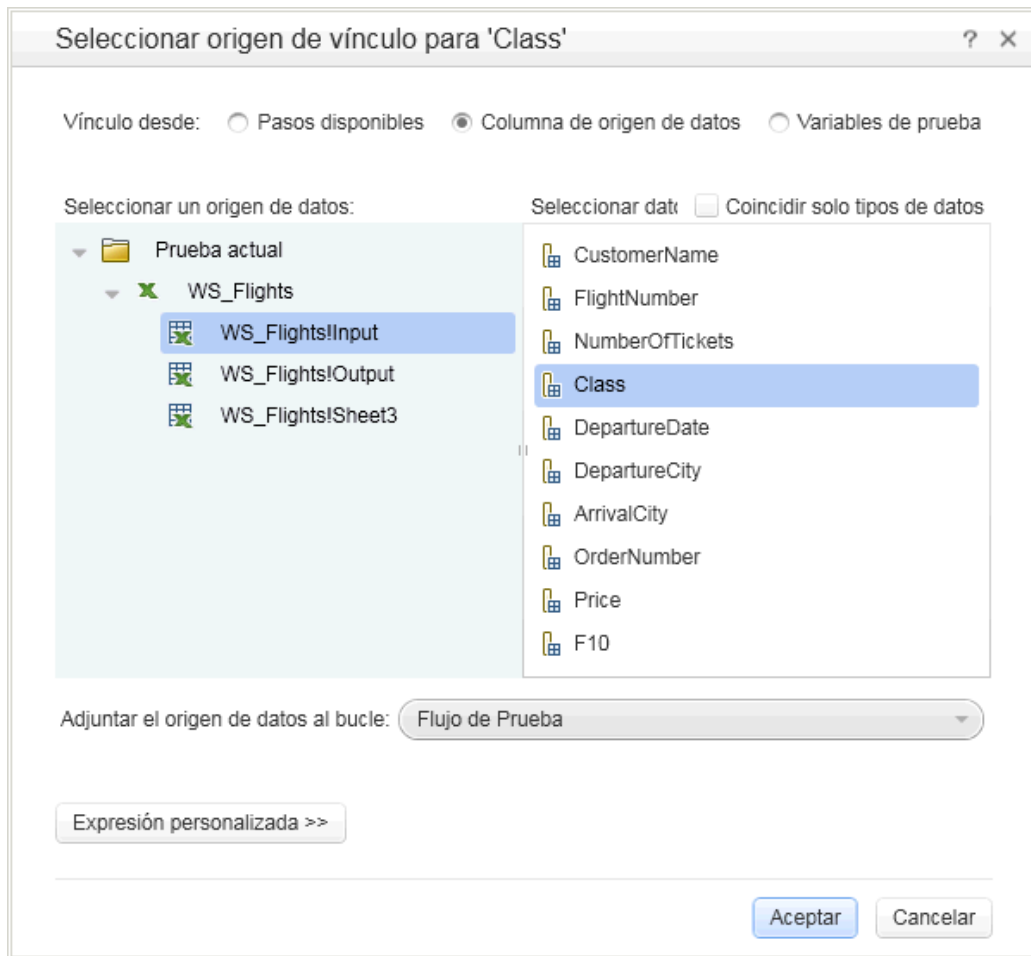 Seleccionar origen de vínculo para 'Class' ? ×
Vínculo desde: Pasos disponibles Columna de origen de datos Variables de prueba
Seleccionar un origen de datos:
Prueba actual
WS_Flights
WS_Flights!Input
WS_Flights!Output
WS_Flights!Sheet3
Seleccionar dato Coincidir solo tipos de datos
CustomerName
FlightNumber
NumberOfTickets
Class
DepartureDate
DepartureCity
ArrivalCity
OrderNumber
Price
F10
Adjuntar el origen de datos al bucle: Flujo de Prueba
Expresión personalizada >>
Aceptar Cancelar